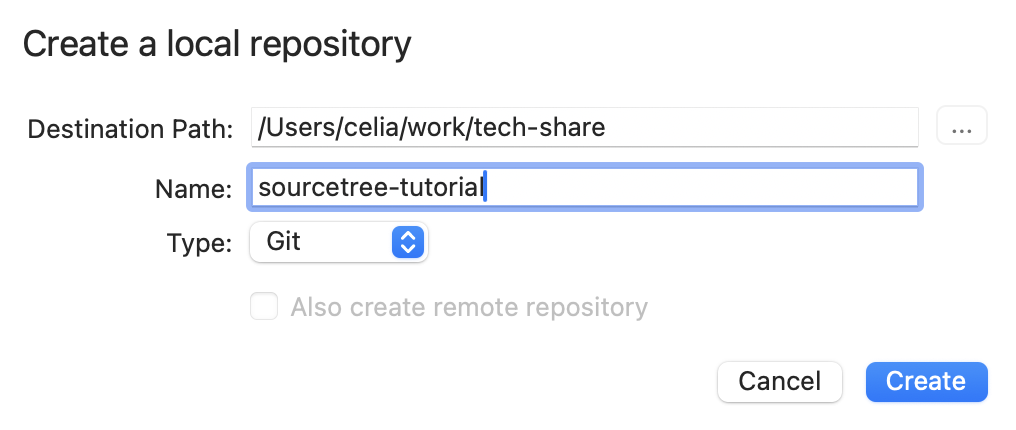 Create a local repository
Destination Path: /Users/celia/work/tech-share ...
Name: sourcetree-tutorial
Type: Git
Also create remote repository
Cancel Create